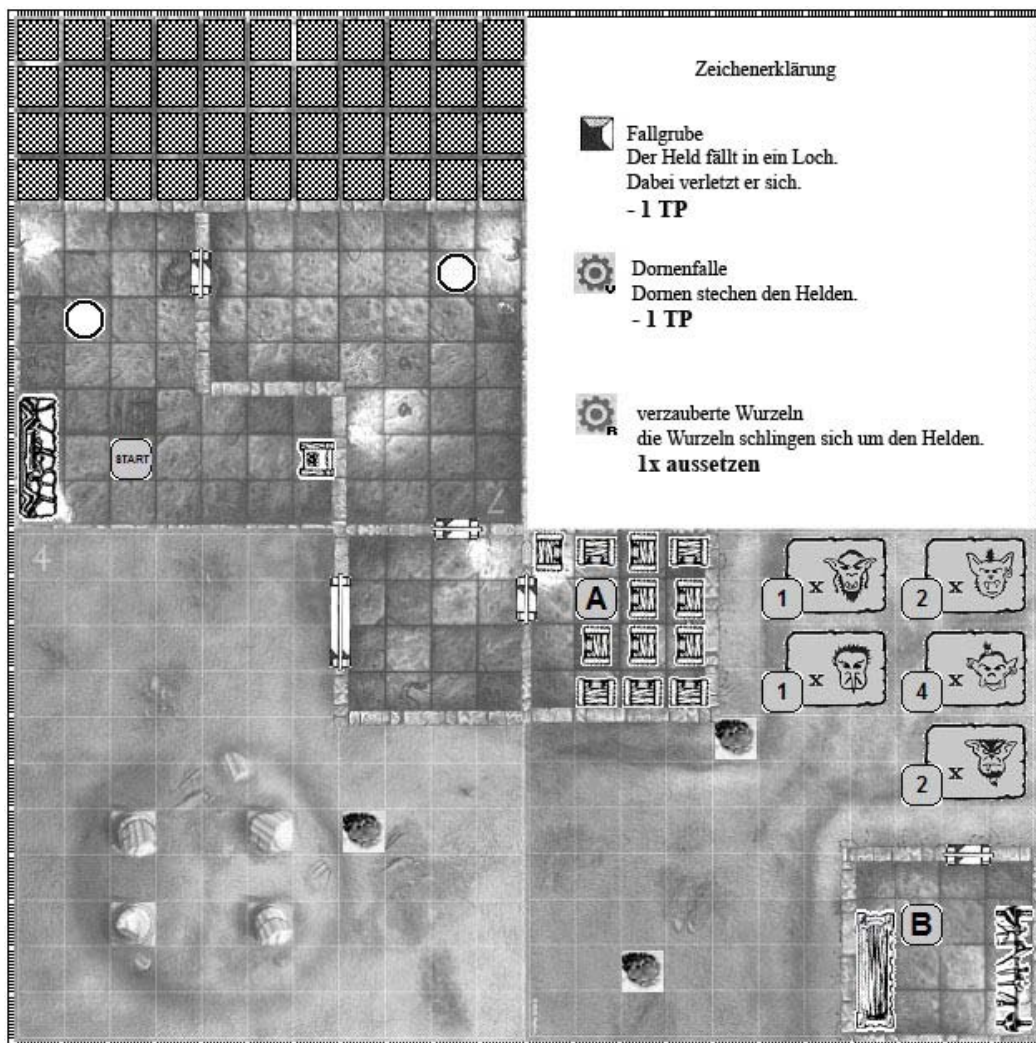 Zeichenerklärung
Fallgrube
Der Held fällt in ein Loch.
Dabei verletzt er sich.
- 1 TP
Dornenfalle
V
Dornen stechen den Helden.
- 1 TP
verzauberte Wurzeln
R
die Wurzeln schlingen sich um den Helden.
1x aussetzen
START
4
A
1 x
2 x
1 x
4 x
2 x
B